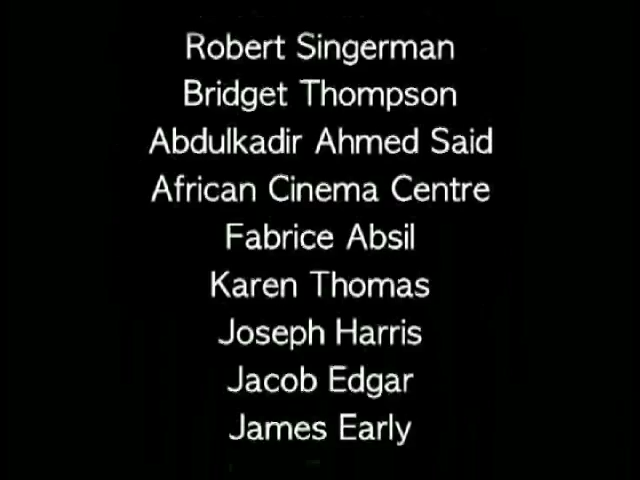 Robert Singerman
Bridget Thompson
Abdulkadir Ahmed Said
African Cinema Centre
Fabrice Absil
Karen Thomas
Joseph Harris
Jacob Edgar
James Early